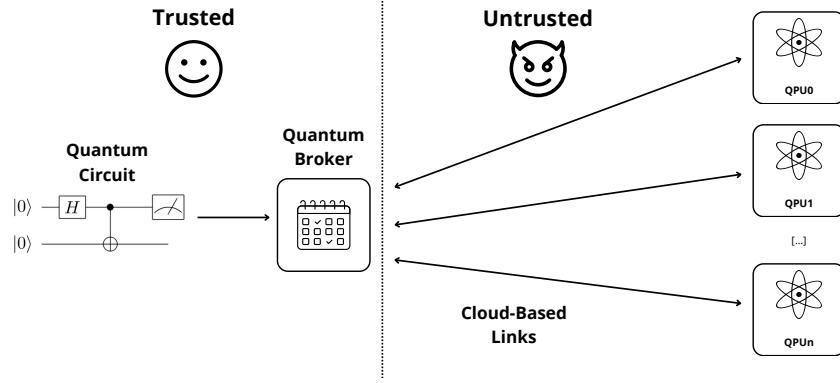 Trusted
Untrusted
QPU0
Quantum
Broker
Quantum
Circuit
QPU1
|0⟩ H
|0⟩
[...]
Cloud-Based
Links
QPUn